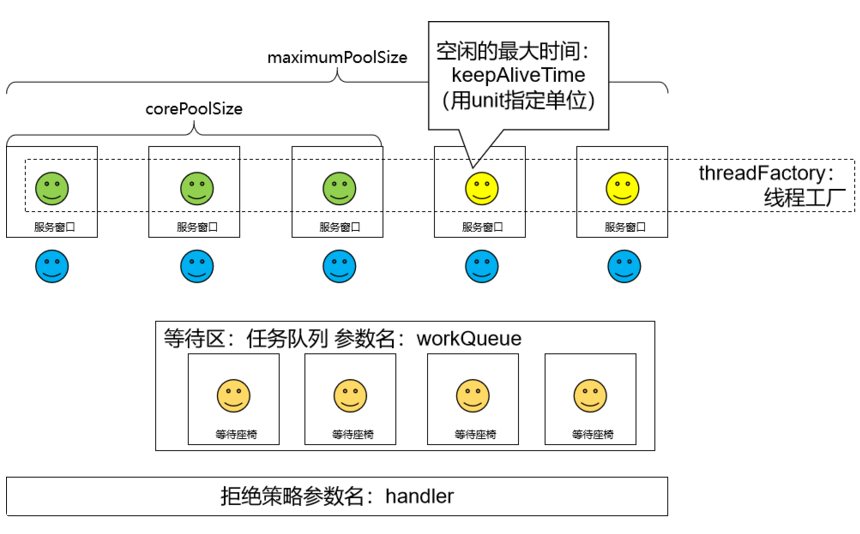 maximumPoolSize
空闲的最大时间：
keepAliveTime
（用unit指定单位）
corePoolSize
threadFactory：
线程工厂
服务窗口
服务窗口
服务窗口
服务窗口
服务窗口
等待区：任务队列 参数名：workQueue
等待座椅
等待座椅
等待座椅
等待座椅
拒绝策略参数名：handler